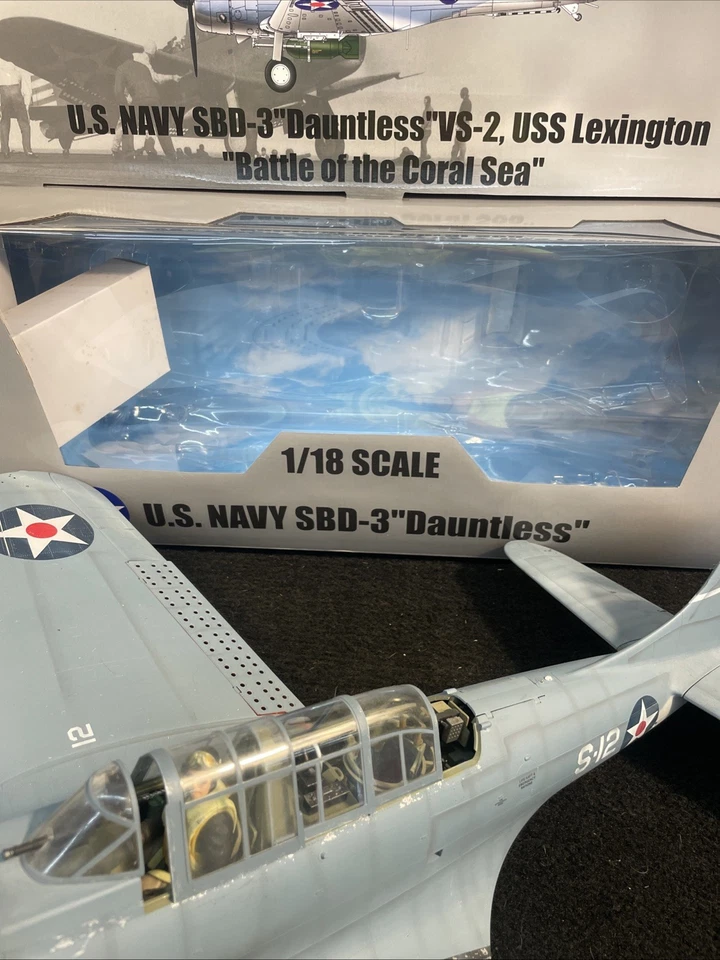 U.S. NAVY SBD-3"Dauntless"VS-2, USS Lexington
"Battle of the Coral Sea"
1/18 SCALE
U.S. NAVY SBD-3"Dauntless"
12
S-12